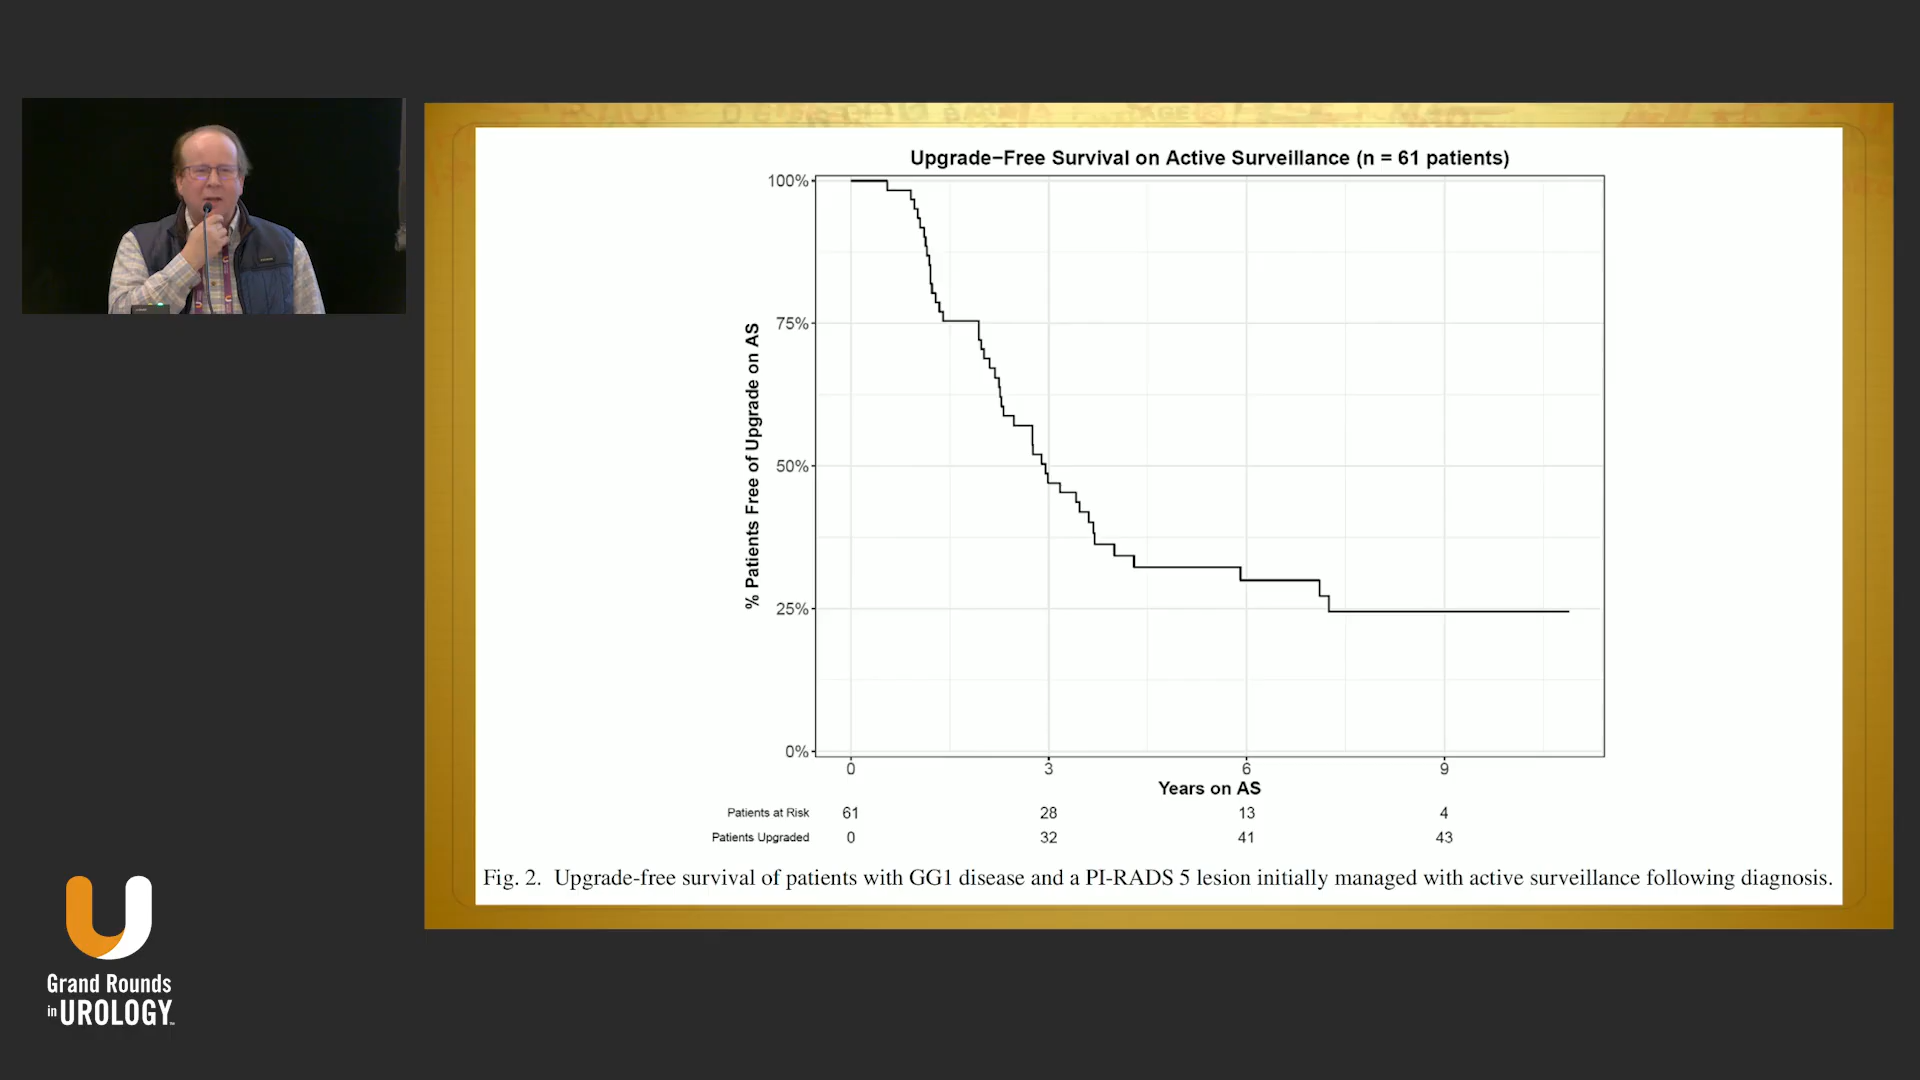 Upgrade−Free Survival on Active Surveillance (n = 61 patients)
% Patients Free of Upgrade on AS
100%
75%
50%
25%
0%
0 3 6 9
Years on AS
Patients at Risk 61 28 13 4
Patients Upgraded 0 32 41 43
Fig. 2. Upgrade-free survival of patients with GG1 disease and a PI-RADS 5 lesion initially managed with active surveillance following diagnosis.
Grand Rounds
in UROLOGY™